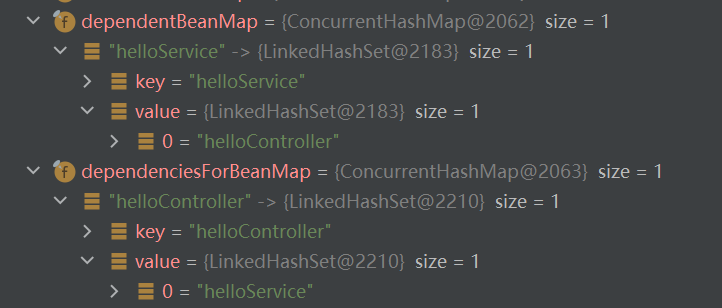 f dependentBeanMap = {ConcurrentHashMap@2062} size = 1
"helloService" -> {LinkedHashSet@2183} size = 1
key = "helloService"
value = {LinkedHashSet@2183} size = 1
0 = "helloController"
f dependenciesForBeanMap = {ConcurrentHashMap@2063} size = 1
"helloController" -> {LinkedHashSet@2210} size = 1
key = "helloController"
value = {LinkedHashSet@2210} size = 1
0 = "helloService"